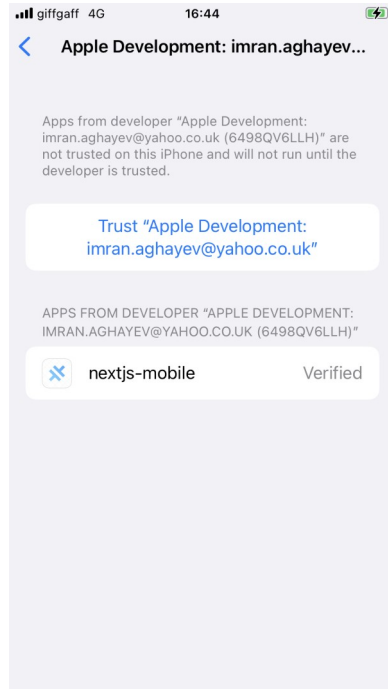 giffgaff 4G 16:44
Apple Development: imran.aghayev...
Apps from developer “Apple Development:
imran.aghayev@yahoo.co.uk (6498QV6LLH)” are
not trusted on this iPhone and will not run until the
developer is trusted.
Trust “Apple Development:
imran.aghayev@yahoo.co.uk”
APPS FROM DEVELOPER “APPLE DEVELOPMENT:
IMRAN.AGHAYEV@YAHOO.CO.UK (6498QV6LLH)”
nextjs-mobile Verified